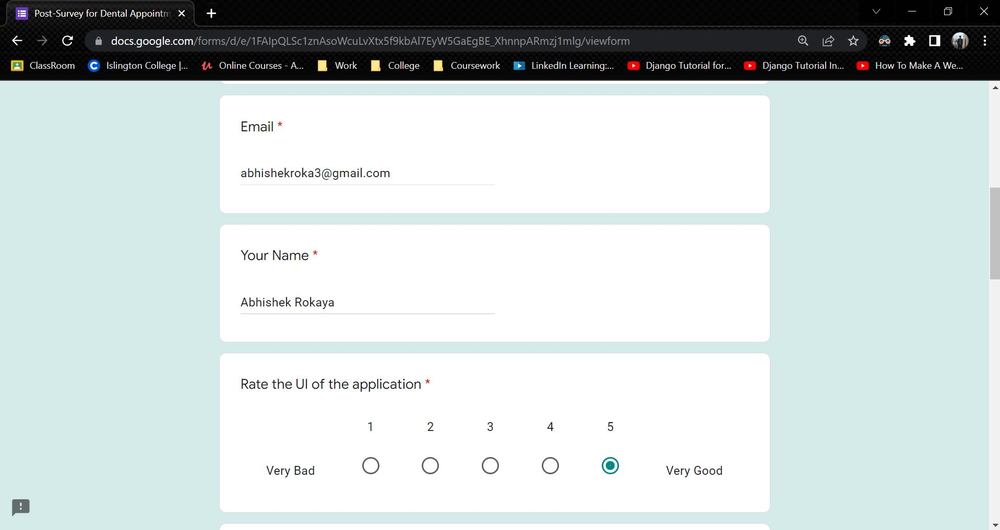 Post-Survey for Dental Appointm
docs.google.com/forms/d/e/1FAIpQLSc1znAsoWcuLvXtx5f9kbAl7EyW5GaEgBE_XhnnpARmzj1mlg/viewform
ClassRoom Islington College |... Online Courses - A... Work College Coursework LinkedIn Learning:... Django Tutorial for... Django Tutorial In... How To Make A We...
Email *
abhishekroka3@gmail.com
Your Name *
Abhishek Rokaya
Rate the UI of the application *
1 2 3 4 5
Very Bad Very Good